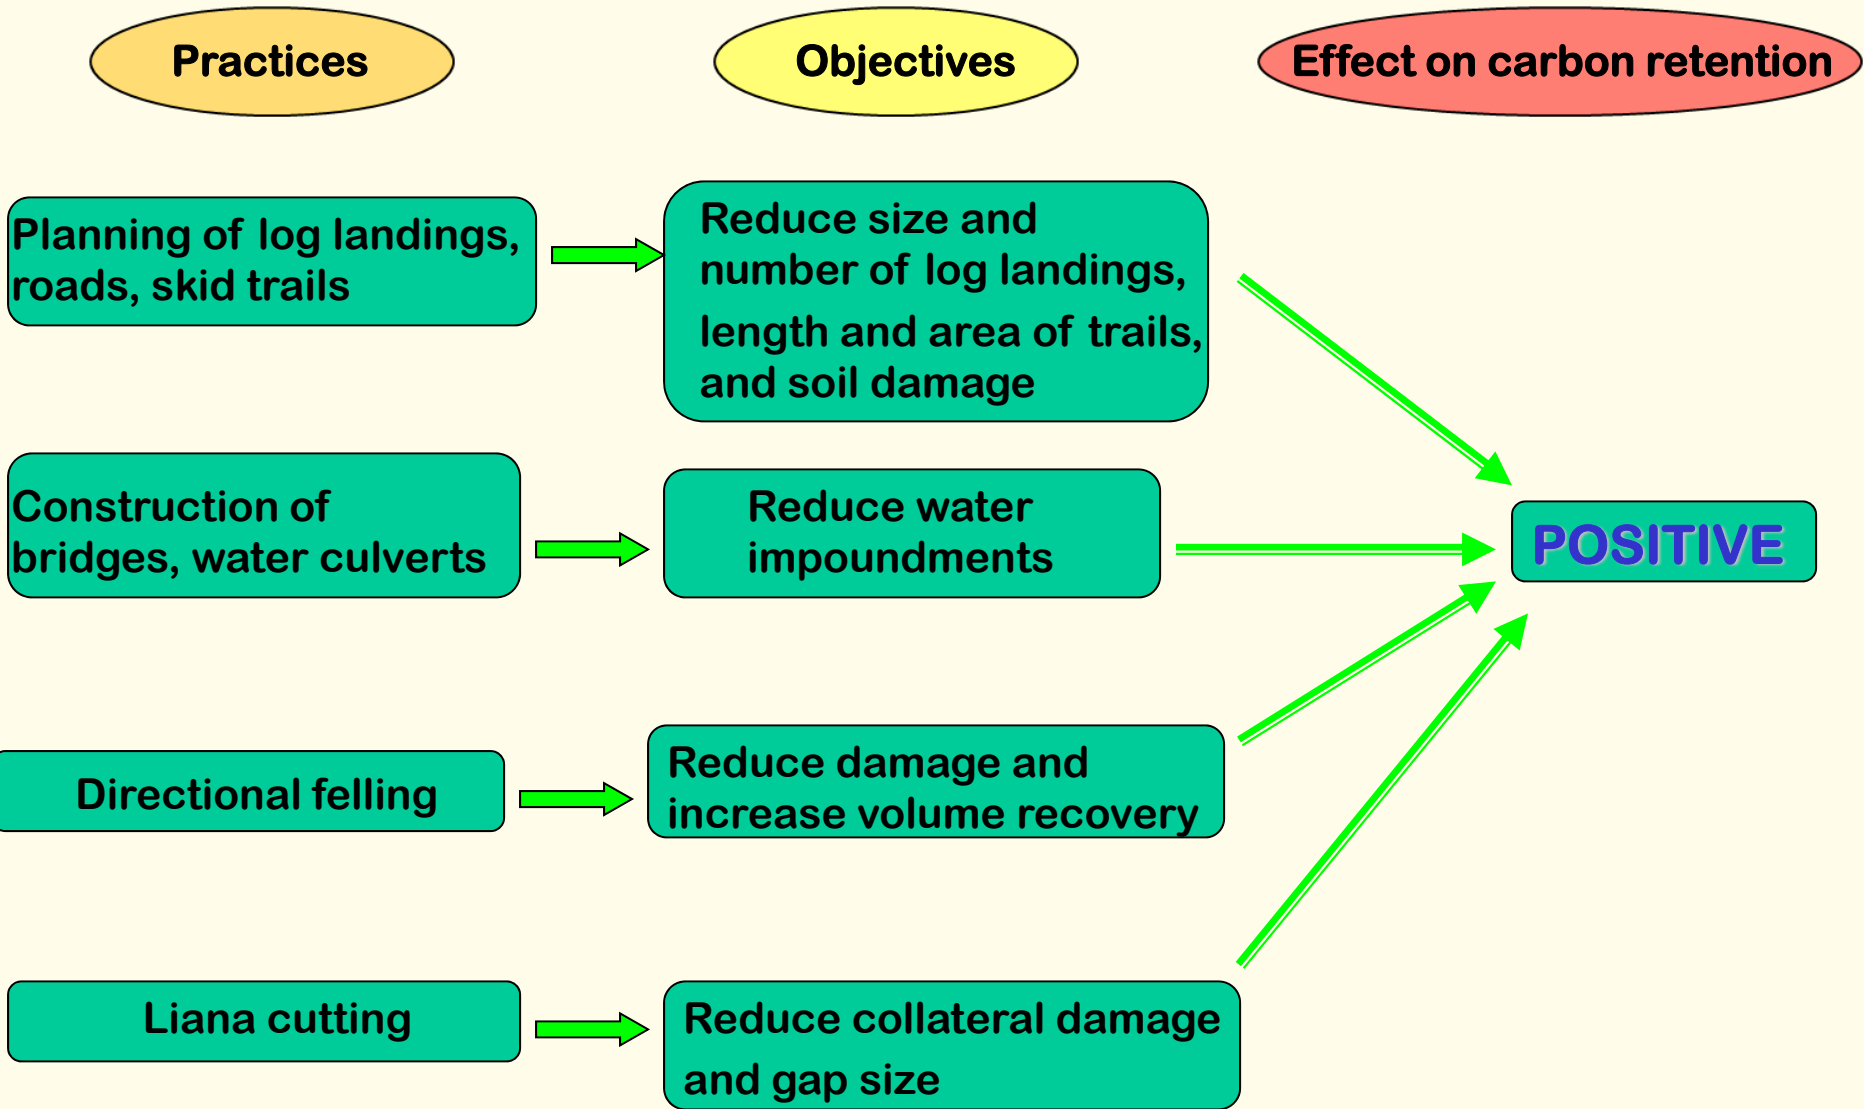 Practices
Objectives
Effect on carbon retention
Planning of log landings,
roads, skid trails
Reduce size and
number of log landings,
length and area of trails,
and soil damage
Construction of
bridges, water culverts
Reduce water
impoundments
POSITIVE
Directional felling
Reduce damage and
increase volume recovery
Liana cutting
Reduce collateral damage
and gap size